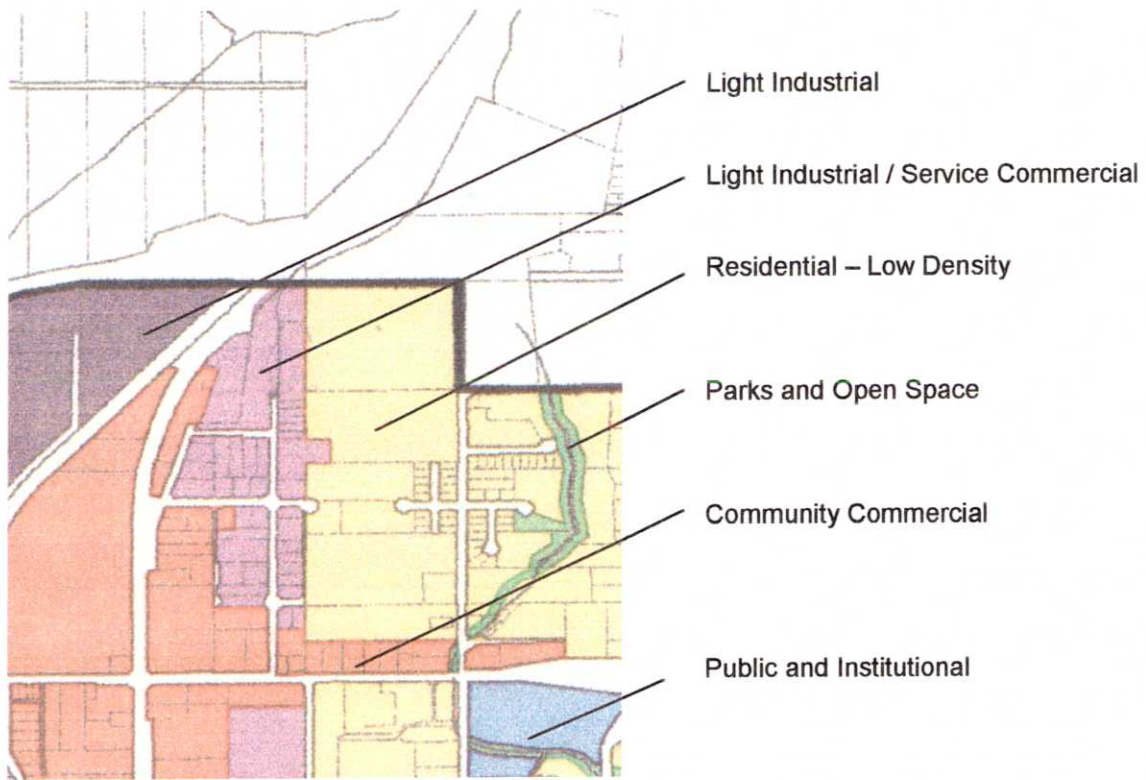 Light Industrial
Light Industrial / Service Commercial
Residential – Low Density
Parks and Open Space
Community Commercial
Public and Institutional